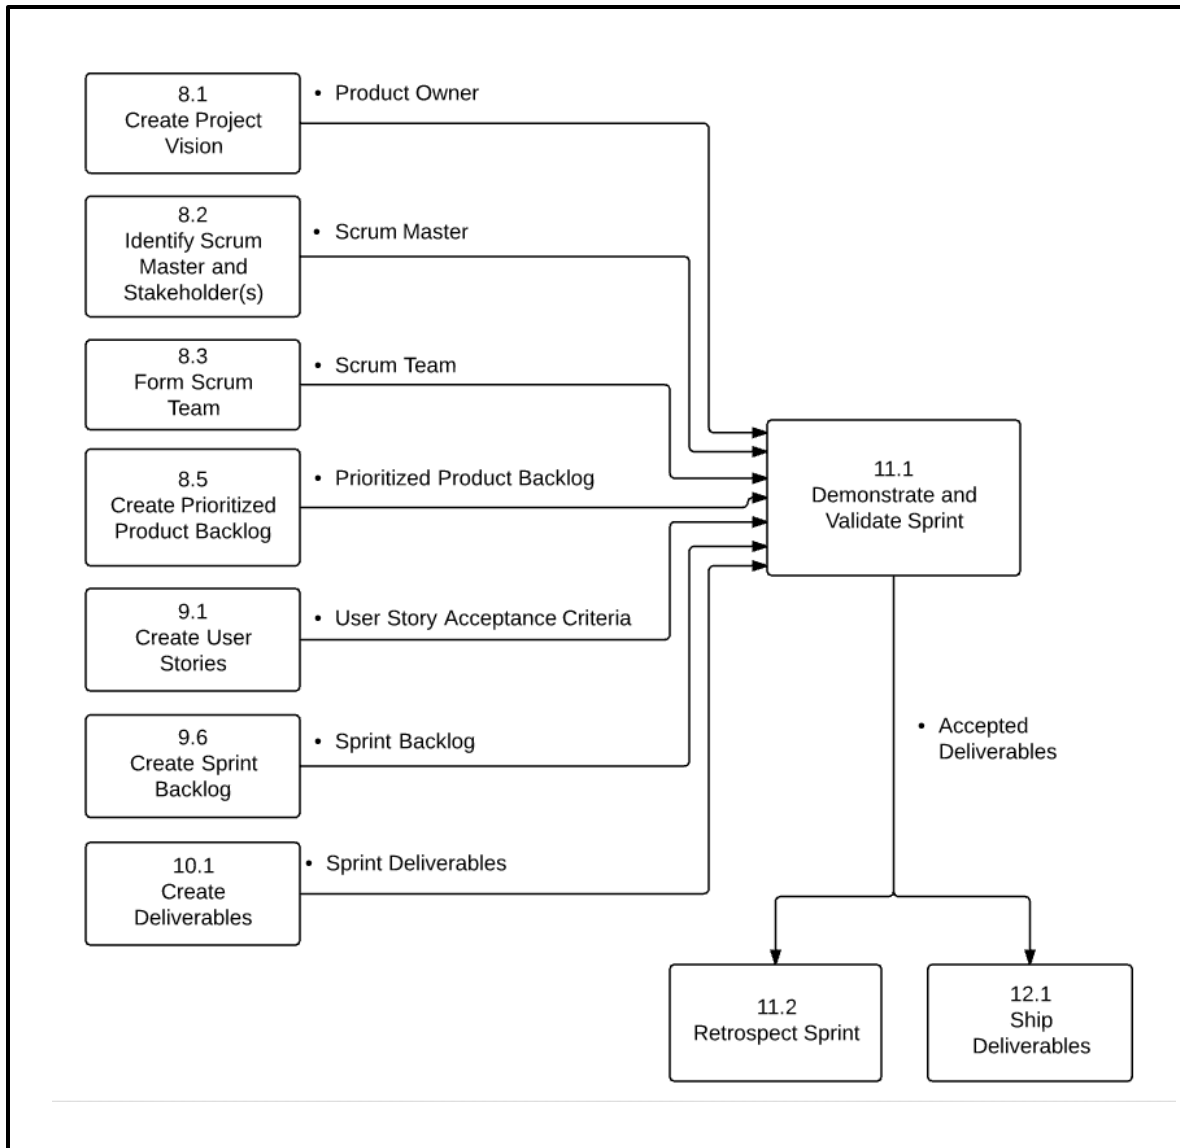 8.1
Create Project
Vision
• Product Owner
8.2
Identify Scrum
Master and
Stakeholder(s)
• Scrum Master
8.3
Form Scrum
Team
• Scrum Team
8.5
Create Prioritized
Product Backlog
• Prioritized Product Backlog
9.1
Create User
Stories
• User Story Acceptance Criteria
9.6
Create Sprint
Backlog
• Sprint Backlog
10.1
Create
Deliverables
• Sprint Deliverables
11.1
Demonstrate and
Validate Sprint
• Accepted
Deliverables
11.2
Retrospect Sprint
12.1
Ship
Deliverables